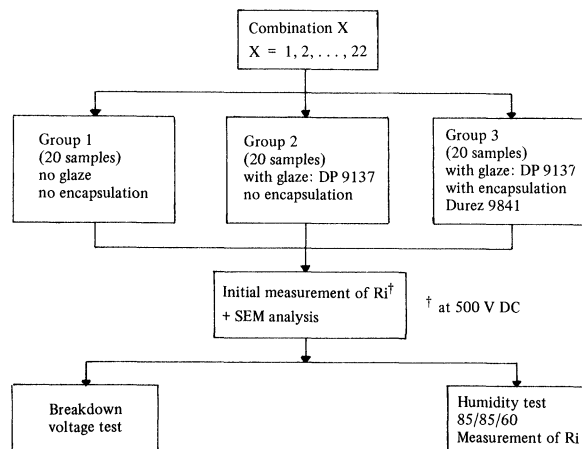 Combination X
X = 1, 2, . . . , 22
Group 1
(20 samples)
no glaze
no encapsulation
Group 2
(20 samples)
with glaze: DP 9137
no encapsulation
Group 3
(20 samples)
with glaze: DP 9137
with encapsulation
Durez 9841
Initial measurement of Ri†
+ SEM analysis
† at 500 V DC
Breakdown
voltage test
Humidity test
85/85/60
Measurement of Ri